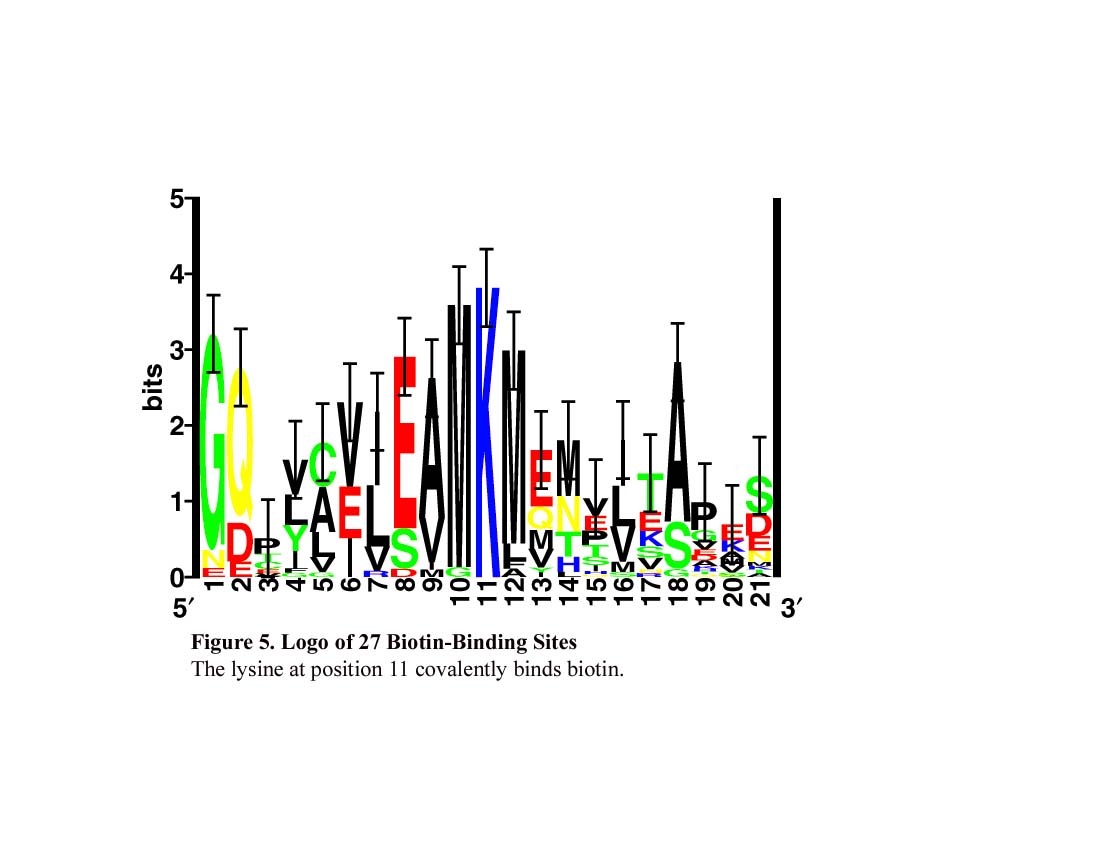 5
4
3
2
1
0
bits
G Q P V C V I E A M K M E M V I T A P E S
1 2 3 4 5 6 7 8 9 10 11 12 13 14 15 16 17 18 19 20 21
5′ 3′
Figure 5. Logo of 27 Biotin-Binding Sites
The lysine at position 11 covalently binds biotin.